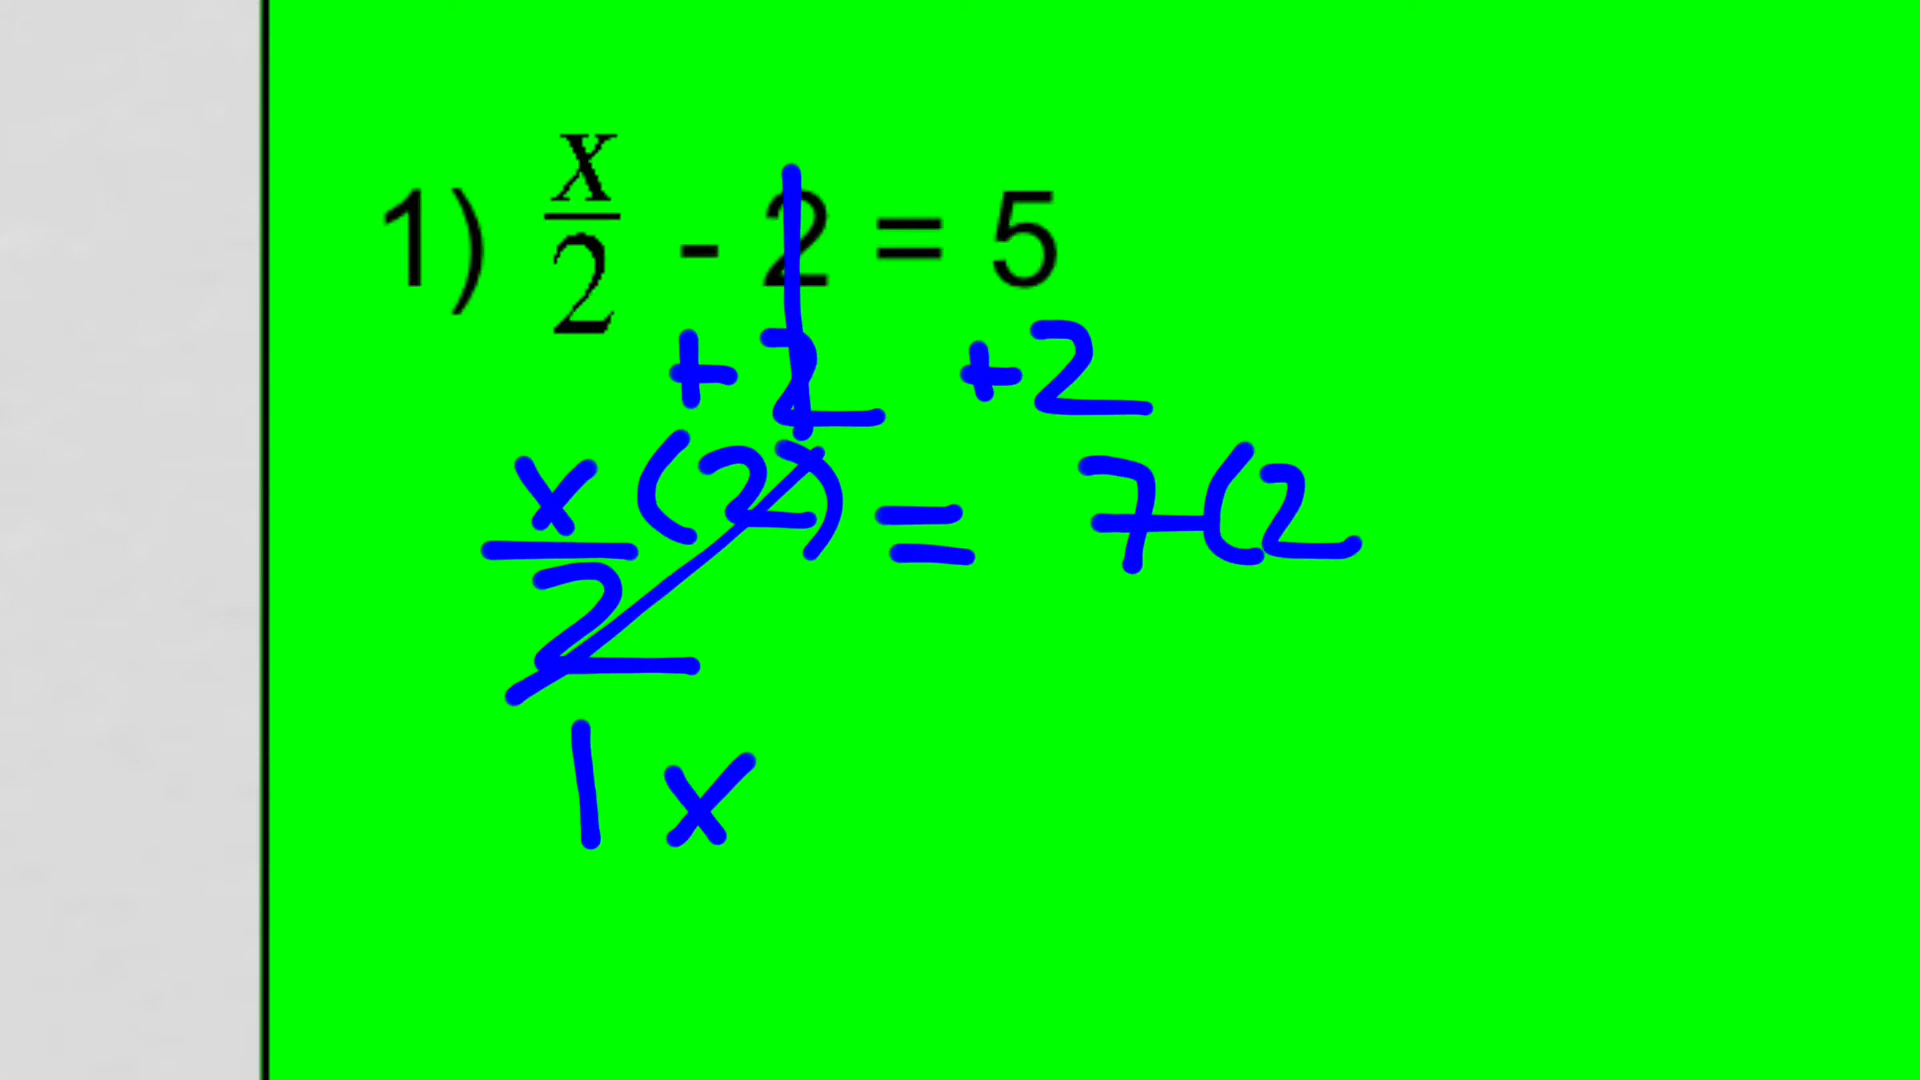 1) x/2 - 2 = 5
+ 2 +2
x/2 (2) = 7(2
1x